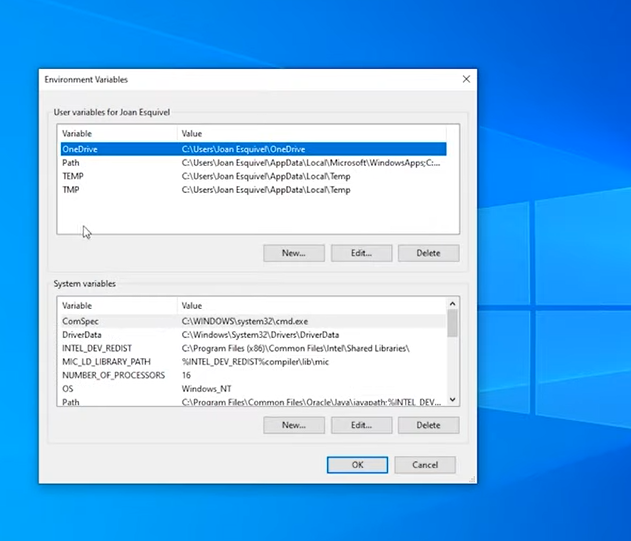 Environment Variables
User variables for Joan Esquivel
Variable Value
OneDrive C:\Users\Joan Esquivel\OneDrive
Path C:\Users\Joan Esquivel\AppData\Local\Microsoft\WindowsApps;C:...
TEMP C:\Users\Joan Esquivel\AppData\Local\Temp
TMP C:\Users\Joan Esquivel\AppData\Local\Temp
New... Edit... Delete
System variables
Variable Value
ComSpec C:\WINDOWS\system32\cmd.exe
DriverData C:\Windows\System32\Drivers\DriverData
INTEL_DEV_REDIST C:\Program Files (x86)\Common Files\Intel\Shared Libraries\
MIC_LD_LIBRARY_PATH %INTEL_DEV_REDIST%compiler\lib\mic
NUMBER_OF_PROCESSORS 16
OS Windows_NT
Path C:\Program Files\Common Files\Oracle\Java\javapath;%INTEL_DEV...
New... Edit... Delete
OK Cancel